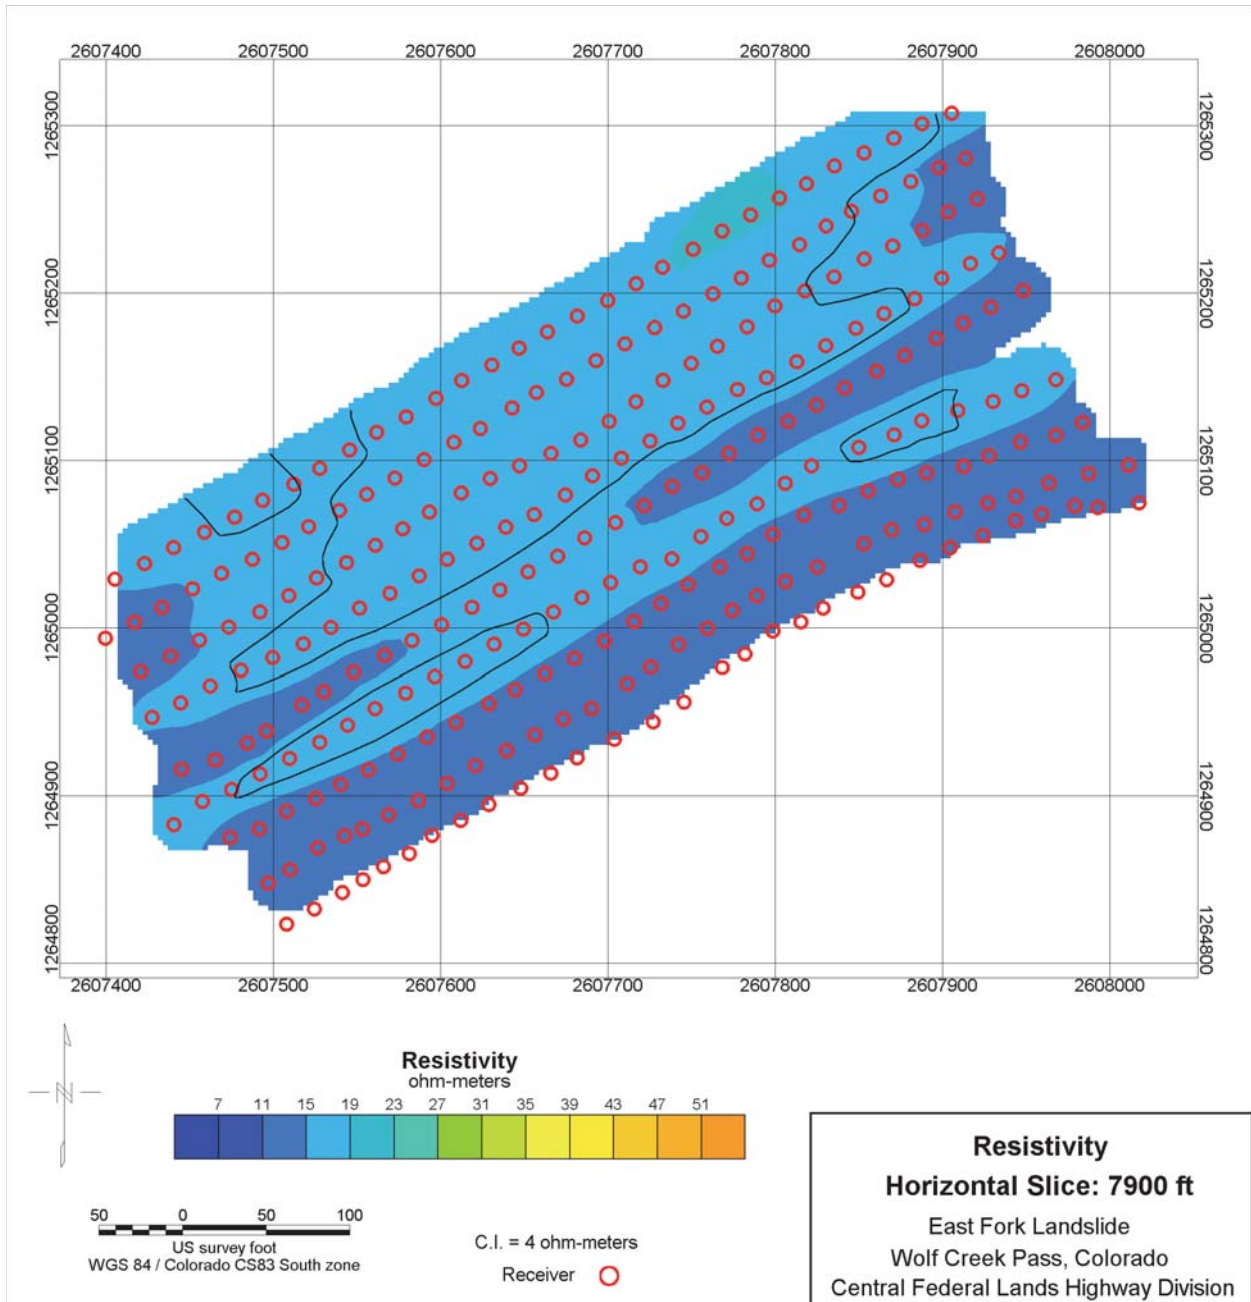 2607400 2607500 2607600 2607700 2607800 2607900 2608000
1265300 1265300
1265200 1265200
1265100 1265100
1265000 1265000
1264900 1264900
1264800 1264800
2607400 2607500 2607600 2607700 2607800 2607900 2608000
N
Resistivity
ohm-meters
7 11 15 19 23 27 31 35 39 43 47 51
50 0 50 100
US survey foot
WGS 84 / Colorado CS83 South zone
C.I. = 4 ohm-meters
Receiver
Resistivity
Horizontal Slice: 7900 ft
East Fork Landslide
Wolf Creek Pass, Colorado
Central Federal Lands Highway Division